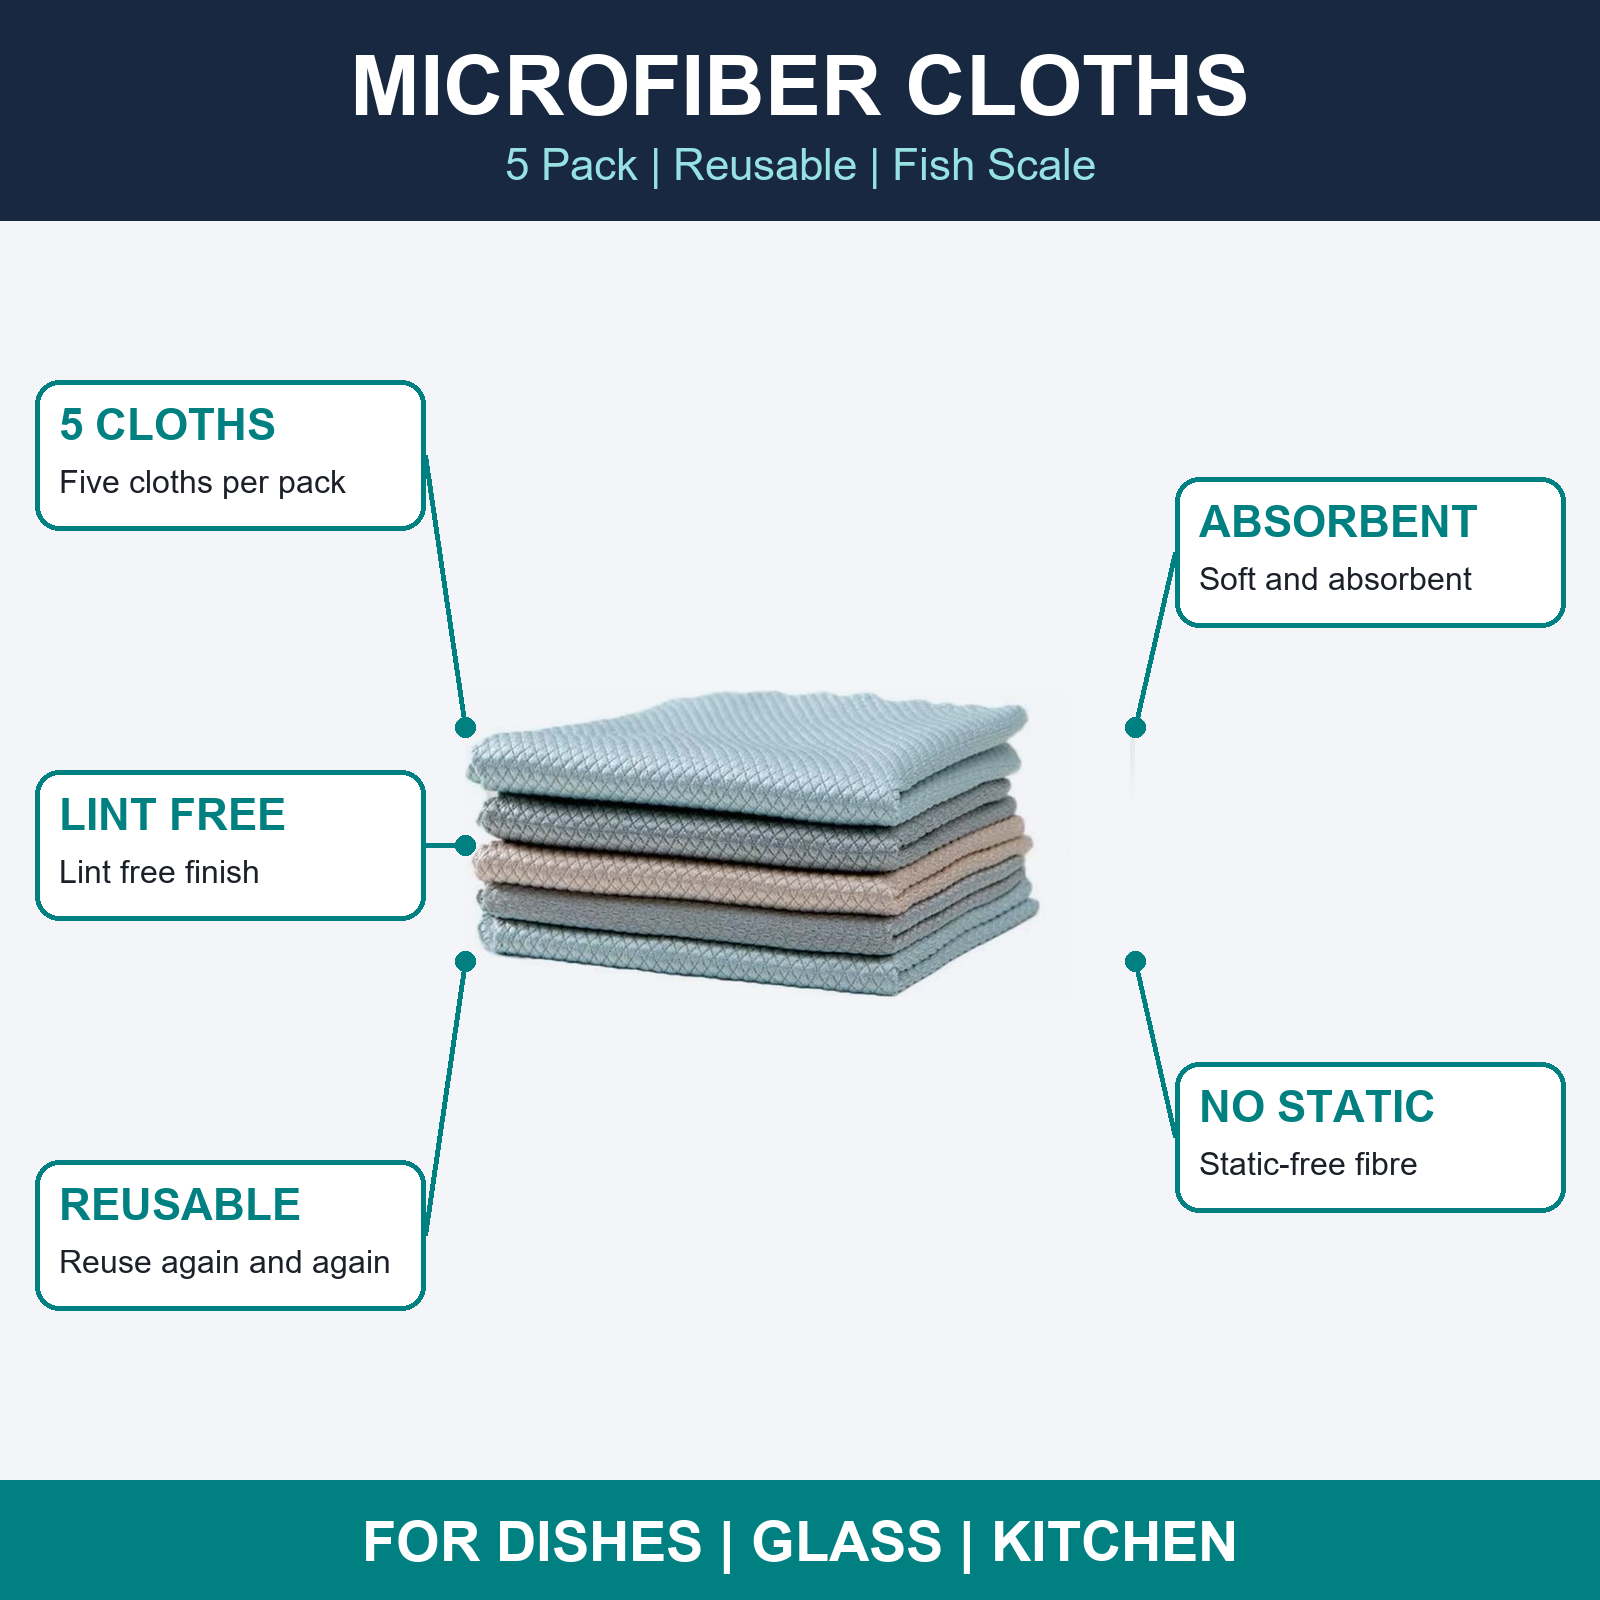 MICROFIBER CLOTHS
5 Pack | Reusable | Fish Scale
5 CLOTHS
Five cloths per pack
ABSORBENT
Soft and absorbent
LINT FREE
Lint free finish
NO STATIC
Static-free fibre
REUSABLE
Reuse again and again
FOR DISHES | GLASS | KITCHEN